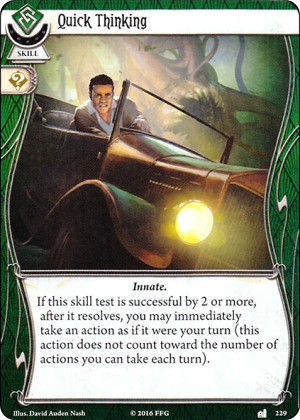 Quick Thinking
SKILL
Innate.
If this skill test is successful by 2 or more,
after it resolves, you may immediately
take an action as if it were your turn (this
action does not count toward the number of
actions you can take each turn).
Illus. David Auden Nash
© 2016 FFG
229